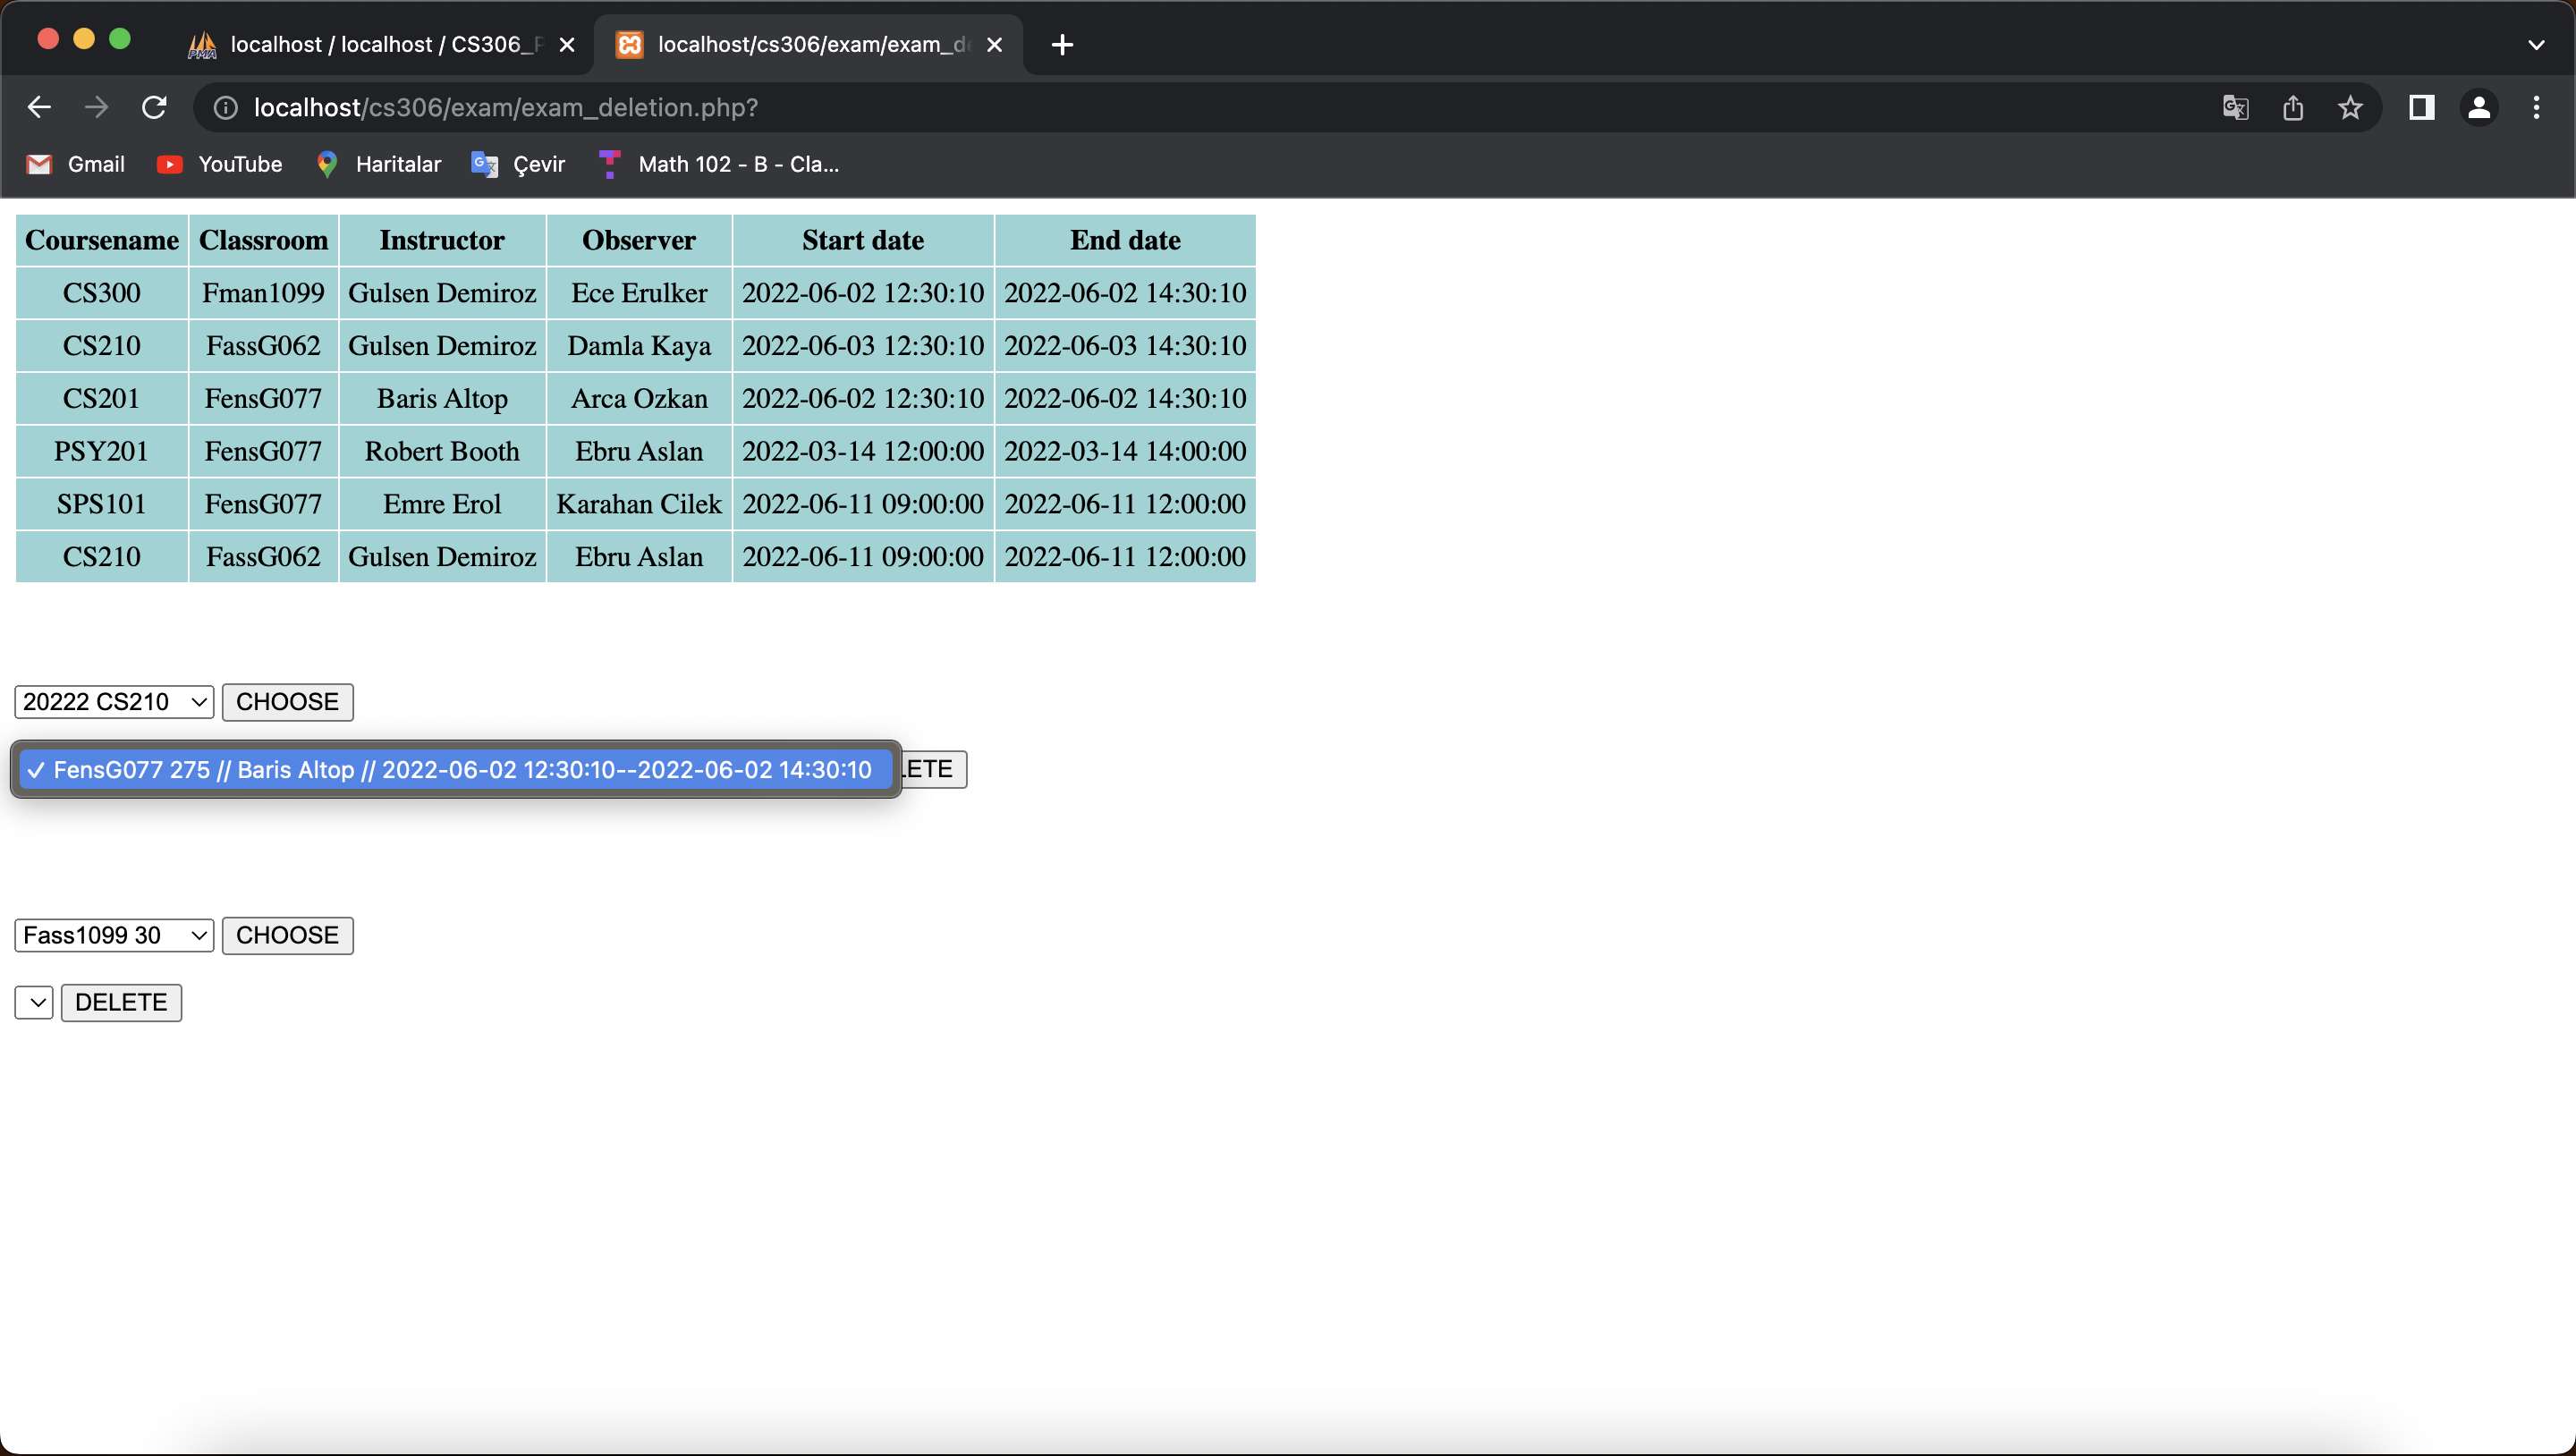 localhost / localhost / CS306_P
localhost/cs306/exam/exam_de
localhost/cs306/exam/exam_deletion.php?
Gmail YouTube Haritalar Çevir Math 102 - B - Cla...
Coursename Classroom Instructor Observer Start date End date
CS300 Fman1099 Gulsen Demiroz Ece Erulker 2022-06-02 12:30:10 2022-06-02 14:30:10
CS210 FassG062 Gulsen Demiroz Damla Kaya 2022-06-03 12:30:10 2022-06-03 14:30:10
CS201 FensG077 Baris Altop Arca Ozkan 2022-06-02 12:30:10 2022-06-02 14:30:10
PSY201 FensG077 Robert Booth Ebru Aslan 2022-03-14 12:00:00 2022-03-14 14:00:00
SPS101 FensG077 Emre Erol Karahan Cilek 2022-06-11 09:00:00 2022-06-11 12:00:00
CS210 FassG062 Gulsen Demiroz Ebru Aslan 2022-06-11 09:00:00 2022-06-11 12:00:00
20222 CS210 CHOOSE
✓ FensG077 275 // Baris Altop // 2022-06-02 12:30:10--2022-06-02 14:30:10 LETE
Fass1099 30 CHOOSE
DELETE